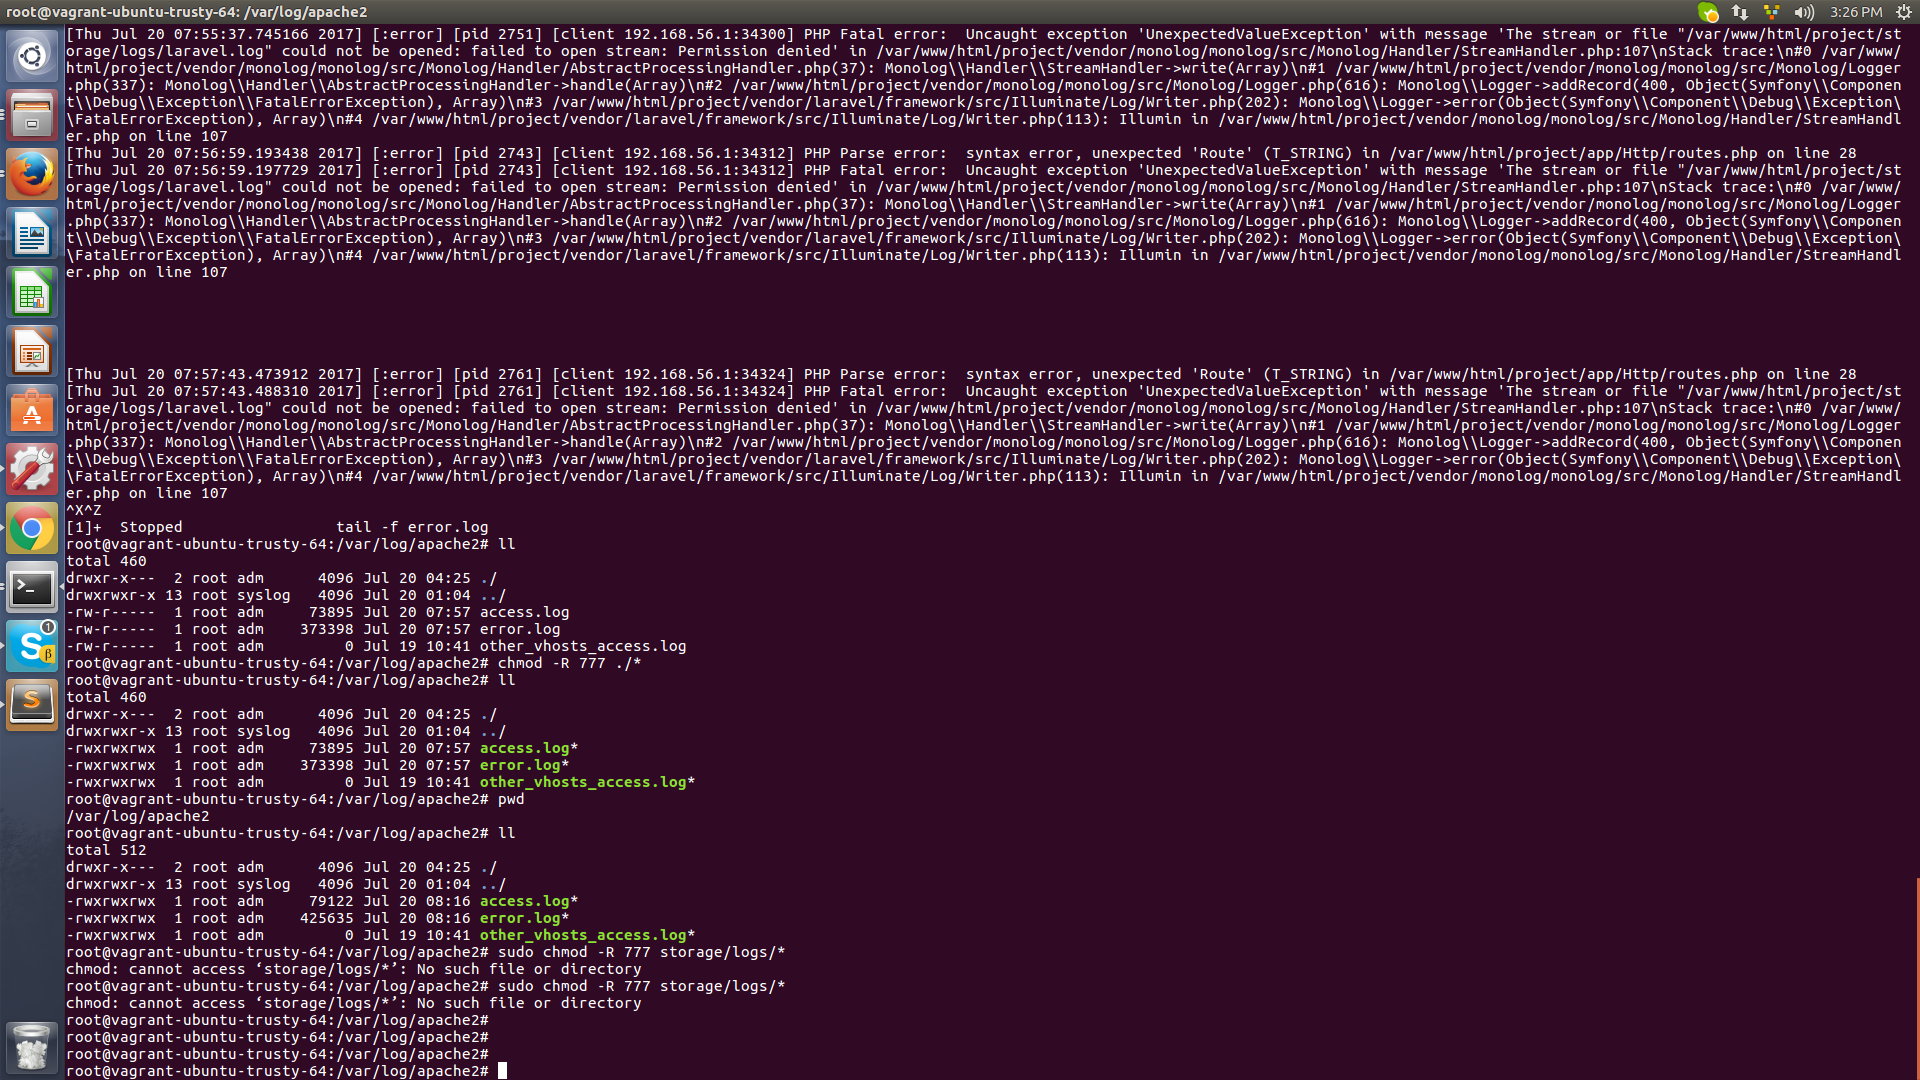 root@vagrant-ubuntu-trusty-64: /var/log/apache2
3:26 PM
[Thu Jul 20 07:55:37.745166 2017] [:error] [pid 2751] [client 192.168.56.1:34300] PHP Fatal error:  Uncaught exception 'UnexpectedValueException' with message 'The stream or file "/var/www/html/project/st
orage/logs/laravel.log" could not be opened: failed to open stream: Permission denied' in /var/www/html/project/vendor/monolog/monolog/src/Monolog/Handler/StreamHandler.php:107\nStack trace:\n#0 /var/www/
html/project/vendor/monolog/monolog/src/Monolog/Handler/AbstractProcessingHandler.php(37): Monolog\\Handler\\StreamHandler->write(Array)\n#1 /var/www/html/project/vendor/monolog/monolog/src/Monolog/Logger
.php(337): Monolog\\Handler\\AbstractProcessingHandler->handle(Array)\n#2 /var/www/html/project/vendor/monolog/monolog/src/Monolog/Logger.php(616): Monolog\\Logger->addRecord(400, Object(Symfony\\Componen
t\\Debug\\Exception\\FatalErrorException), Array)\n#3 /var/www/html/project/vendor/laravel/framework/src/Illuminate/Log/Writer.php(202): Monolog\\Logger->error(Object(Symfony\\Component\\Debug\\Exception\
\FatalErrorException), Array)\n#4 /var/www/html/project/vendor/laravel/framework/src/Illuminate/Log/Writer.php(113): Illumin in /var/www/html/project/vendor/monolog/monolog/src/Monolog/Handler/StreamHandl
er.php on line 107
[Thu Jul 20 07:56:59.193438 2017] [:error] [pid 2743] [client 192.168.56.1:34312] PHP Parse error:  syntax error, unexpected 'Route' (T_STRING) in /var/www/html/project/app/Http/routes.php on line 28
[Thu Jul 20 07:56:59.197729 2017] [:error] [pid 2743] [client 192.168.56.1:34312] PHP Fatal error:  Uncaught exception 'UnexpectedValueException' with message 'The stream or file "/var/www/html/project/st
orage/logs/laravel.log" could not be opened: failed to open stream: Permission denied' in /var/www/html/project/vendor/monolog/monolog/src/Monolog/Handler/StreamHandler.php:107\nStack trace:\n#0 /var/www/
html/project/vendor/monolog/monolog/src/Monolog/Handler/AbstractProcessingHandler.php(37): Monolog\\Handler\\StreamHandler->write(Array)\n#1 /var/www/html/project/vendor/monolog/monolog/src/Monolog/Logger
.php(337): Monolog\\Handler\\AbstractProcessingHandler->handle(Array)\n#2 /var/www/html/project/vendor/monolog/monolog/src/Monolog/Logger.php(616): Monolog\\Logger->addRecord(400, Object(Symfony\\Componen
t\\Debug\\Exception\\FatalErrorException), Array)\n#3 /var/www/html/project/vendor/laravel/framework/src/Illuminate/Log/Writer.php(202): Monolog\\Logger->error(Object(Symfony\\Component\\Debug\\Exception\
\FatalErrorException), Array)\n#4 /var/www/html/project/vendor/laravel/framework/src/Illuminate/Log/Writer.php(113): Illumin in /var/www/html/project/vendor/monolog/monolog/src/Monolog/Handler/StreamHandl
er.php on line 107
[Thu Jul 20 07:57:43.473912 2017] [:error] [pid 2761] [client 192.168.56.1:34324] PHP Parse error:  syntax error, unexpected 'Route' (T_STRING) in /var/www/html/project/app/Http/routes.php on line 28
[Thu Jul 20 07:57:43.488310 2017] [:error] [pid 2761] [client 192.168.56.1:34324] PHP Fatal error:  Uncaught exception 'UnexpectedValueException' with message 'The stream or file "/var/www/html/project/st
orage/logs/laravel.log" could not be opened: failed to open stream: Permission denied' in /var/www/html/project/vendor/monolog/monolog/src/Monolog/Handler/StreamHandler.php:107\nStack trace:\n#0 /var/www/
html/project/vendor/monolog/monolog/src/Monolog/Handler/AbstractProcessingHandler.php(37): Monolog\\Handler\\StreamHandler->write(Array)\n#1 /var/www/html/project/vendor/monolog/monolog/src/Monolog/Logger
.php(337): Monolog\\Handler\\AbstractProcessingHandler->handle(Array)\n#2 /var/www/html/project/vendor/monolog/monolog/src/Monolog/Logger.php(616): Monolog\\Logger->addRecord(400, Object(Symfony\\Componen
t\\Debug\\Exception\\FatalErrorException), Array)\n#3 /var/www/html/project/vendor/laravel/framework/src/Illuminate/Log/Writer.php(202): Monolog\\Logger->error(Object(Symfony\\Component\\Debug\\Exception\
\FatalErrorException), Array)\n#4 /var/www/html/project/vendor/laravel/framework/src/Illuminate/Log/Writer.php(113): Illumin in /var/www/html/project/vendor/monolog/monolog/src/Monolog/Handler/StreamHandl
er.php on line 107
^X^Z
[1]+  Stopped                 tail -f error.log
root@vagrant-ubuntu-trusty-64:/var/log/apache2# ll
total 460
drwxr-x---  2 root adm      4096 Jul 20 04:25 ./
drwxrwxr-x 13 root syslog   4096 Jul 20 01:04 ../
-rw-r-----  1 root adm     73895 Jul 20 07:57 access.log
-rw-r-----  1 root adm    373398 Jul 20 07:57 error.log
-rw-r-----  1 root adm         0 Jul 19 10:41 other_vhosts_access.log
root@vagrant-ubuntu-trusty-64:/var/log/apache2# chmod -R 777 ./*
root@vagrant-ubuntu-trusty-64:/var/log/apache2# ll
total 460
drwxr-x---  2 root adm      4096 Jul 20 04:25 ./
drwxrwxr-x 13 root syslog   4096 Jul 20 01:04 ../
-rwxrwxrwx  1 root adm     73895 Jul 20 07:57 access.log*
-rwxrwxrwx  1 root adm    373398 Jul 20 07:57 error.log*
-rwxrwxrwx  1 root adm         0 Jul 19 10:41 other_vhosts_access.log*
root@vagrant-ubuntu-trusty-64:/var/log/apache2# pwd
/var/log/apache2
root@vagrant-ubuntu-trusty-64:/var/log/apache2# ll
total 512
drwxr-x---  2 root adm      4096 Jul 20 04:25 ./
drwxrwxr-x 13 root syslog   4096 Jul 20 01:04 ../
-rwxrwxrwx  1 root adm     79122 Jul 20 08:16 access.log*
-rwxrwxrwx  1 root adm    425635 Jul 20 08:16 error.log*
-rwxrwxrwx  1 root adm         0 Jul 19 10:41 other_vhosts_access.log*
root@vagrant-ubuntu-trusty-64:/var/log/apache2# sudo chmod -R 777 storage/logs/*
chmod: cannot access ‘storage/logs/*’: No such file or directory
root@vagrant-ubuntu-trusty-64:/var/log/apache2# sudo chmod -R 777 storage/logs/*
chmod: cannot access ‘storage/logs/*’: No such file or directory
root@vagrant-ubuntu-trusty-64:/var/log/apache2#
root@vagrant-ubuntu-trusty-64:/var/log/apache2#
root@vagrant-ubuntu-trusty-64:/var/log/apache2#
root@vagrant-ubuntu-trusty-64:/var/log/apache2#